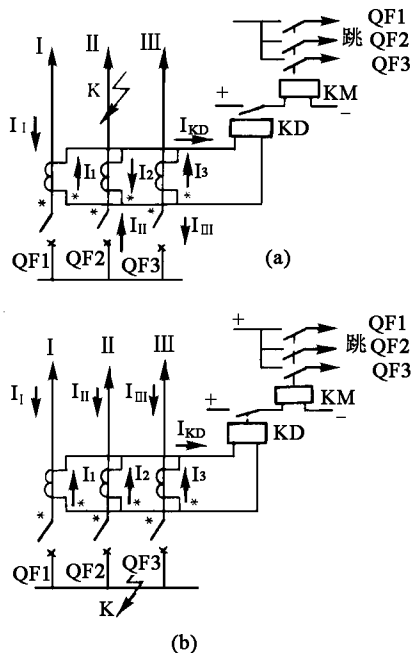 I II III
QF1
跳 QF2
QF3
K
KM
+ −
I_I I_KD KD
I1 I2 I3
* * *
I_II I_III
QF1 QF2 QF3
(a)
I II III
+ QF1
跳 QF2
QF3
I_I I_II I_III
KM
+ −
I_KD KD
I1 I2 I3
* * *
* * *
QF1 QF2 QF3
K
(b)